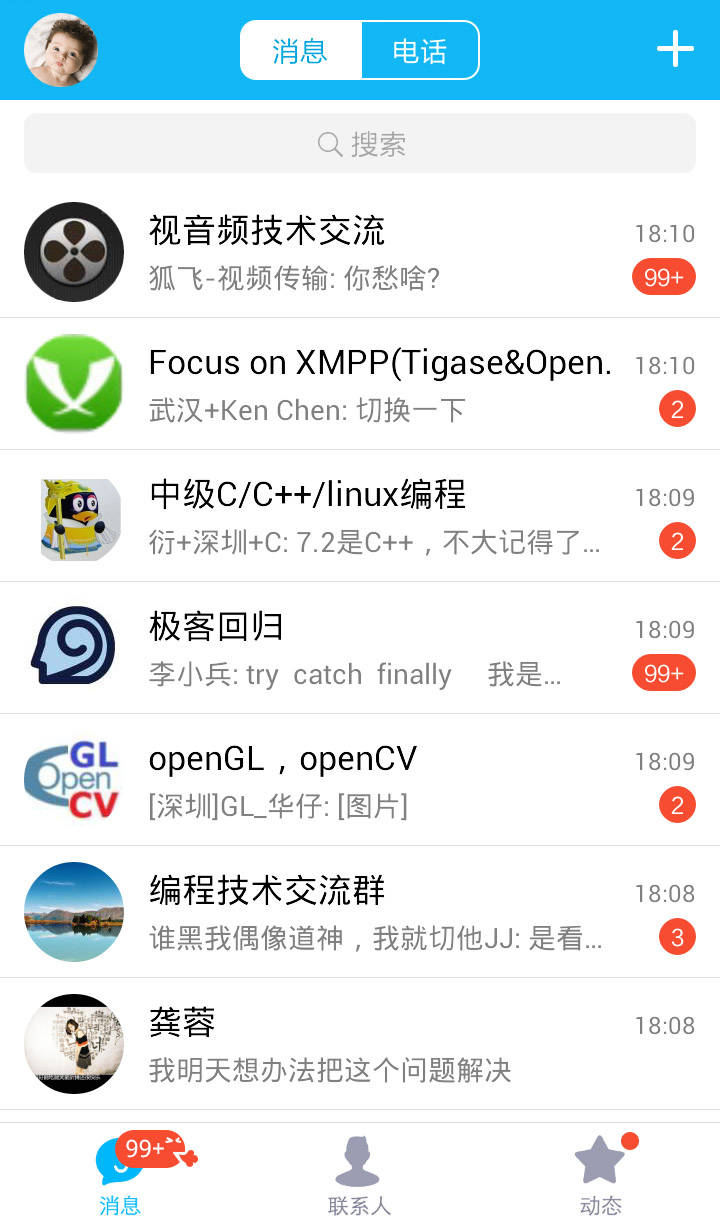 消息 电话
搜索
视音频技术交流 18:10
狐飞-视频传输: 你愁啥? 99+
Focus on XMPP(Tigase&Open. 18:10
武汉+Ken Chen: 切换一下 2
中级C/C++/linux编程 18:09
衍+深圳+C: 7.2是C++，不大记得了... 2
极客回归 18:09
李小兵: try catch finally 我是... 99+
GL
Open
CV
openGL，openCV 18:09
[深圳]GL_华仔: [图片] 2
编程技术交流群 18:08
谁黑我偶像道神，我就切他JJ: 是看... 3
龚蓉 18:08
我明天想办法把这个问题解决
99+
消息 联系人 动态